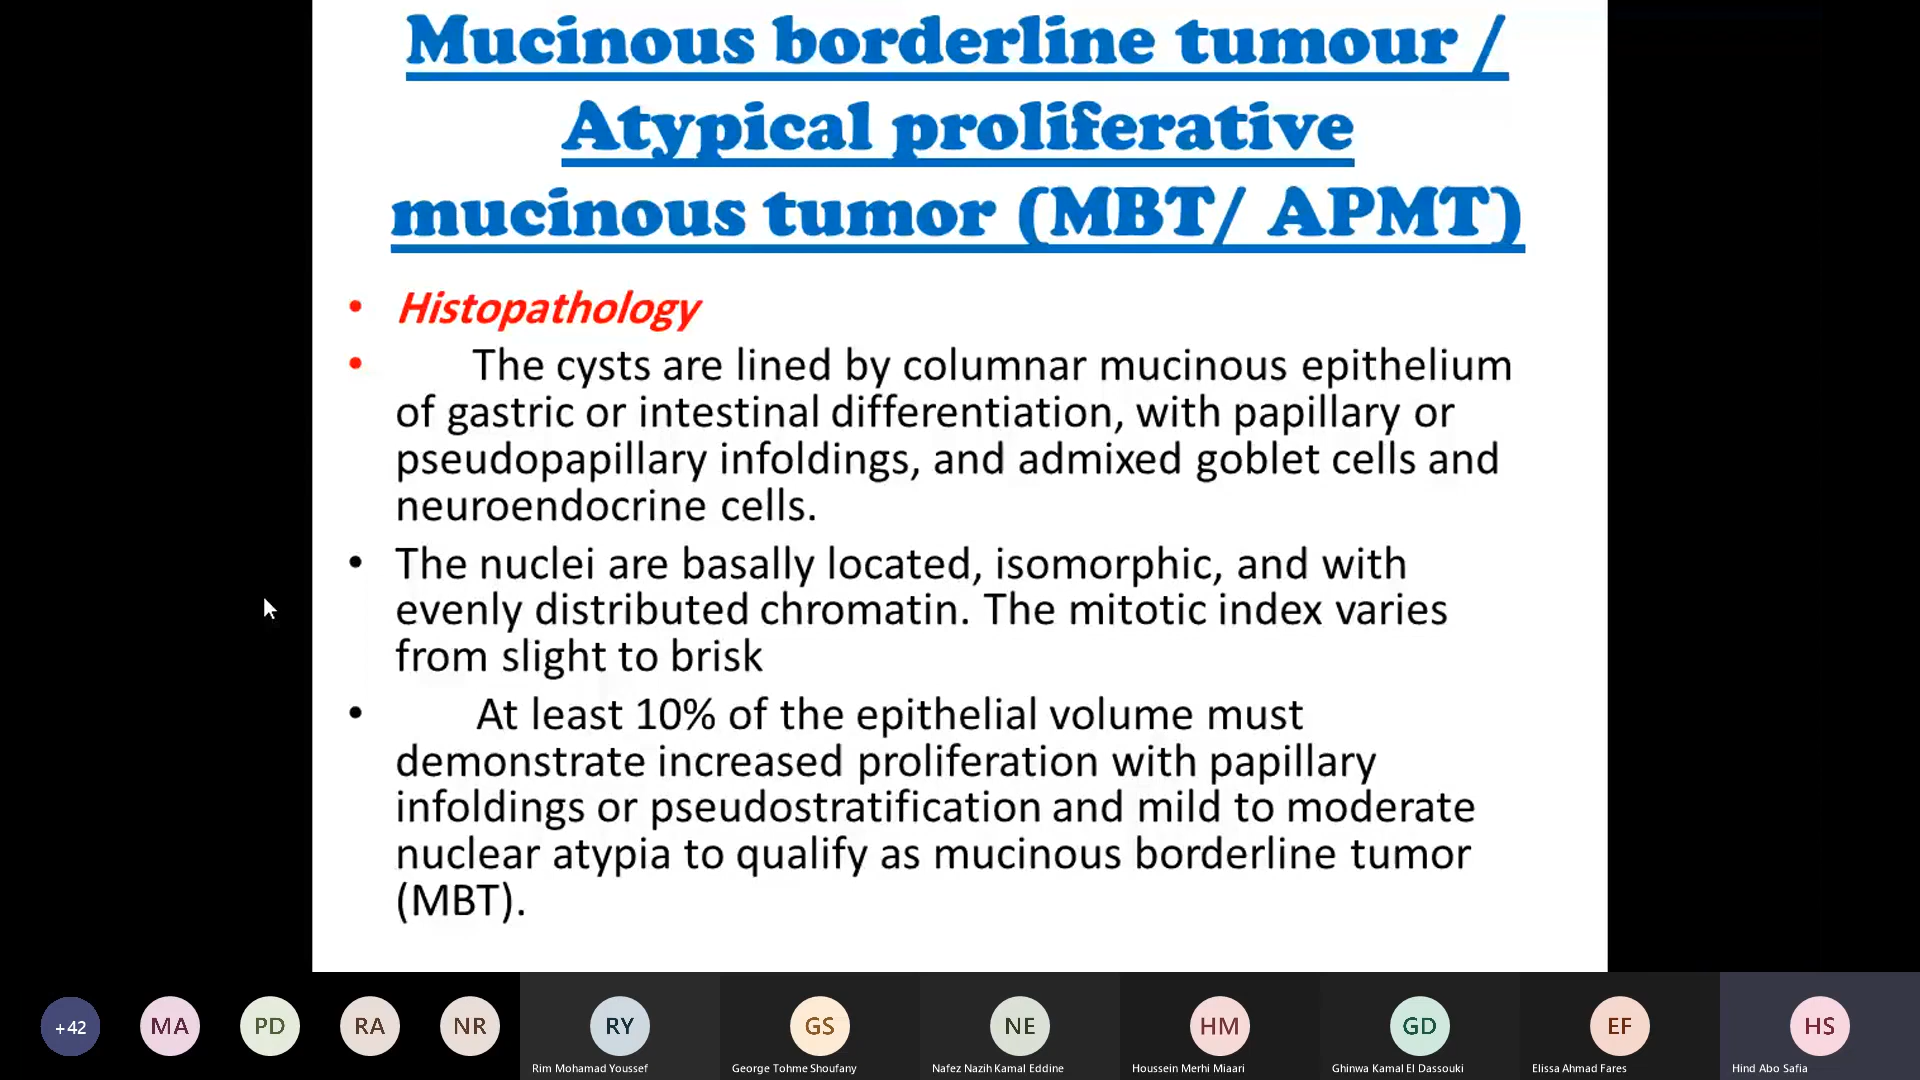 Mucinous borderline tumour /
Atypical proliferative
mucinous tumor (MBT/ APMT)
• Histopathology
• The cysts are lined by columnar mucinous epithelium
of gastric or intestinal differentiation, with papillary or
pseudopapillary infoldings, and admixed goblet cells and
neuroendocrine cells.
• The nuclei are basally located, isomorphic, and with
evenly distributed chromatin. The mitotic index varies
from slight to brisk
• At least 10% of the epithelial volume must
demonstrate increased proliferation with papillary
infoldings or pseudostratification and mild to moderate
nuclear atypia to qualify as mucinous borderline tumor
(MBT).
+42 MA PD RA NR RY GS NE HM GD EF HS
Rim Mohamad Youssef George Tohme Shoufany Nafez Nazih Kamal Eddine Houssein Merhi Miaari Ghinwa Kamal El Dassouki Elissa Ahmad Fares Hind Abo Safia